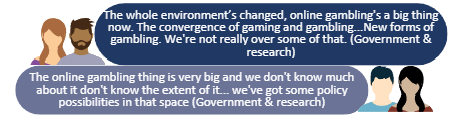 The whole environment's changed, online gambling's a big thing
now. The convergence of gaming and gambling...New forms of
gambling. We're not really over some of that. (Government &
research)
The online gambling thing is very big and we don't know much
about it don't know the extent of it... we've got some policy
possibilities in that space (Government & research)